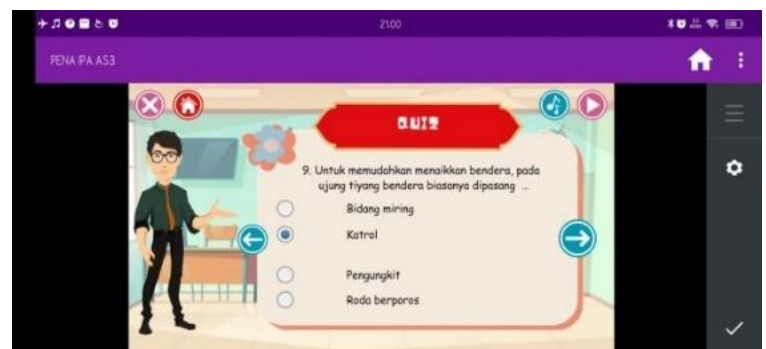 21.00
PENA IPA AS3
QUIZ
9. Untuk memudahkan menaikkan bendera, pada
ujung tiyang bendera biasanya dipasang ...
Bidang miring
Katrol
Pengungkit
Roda berporos